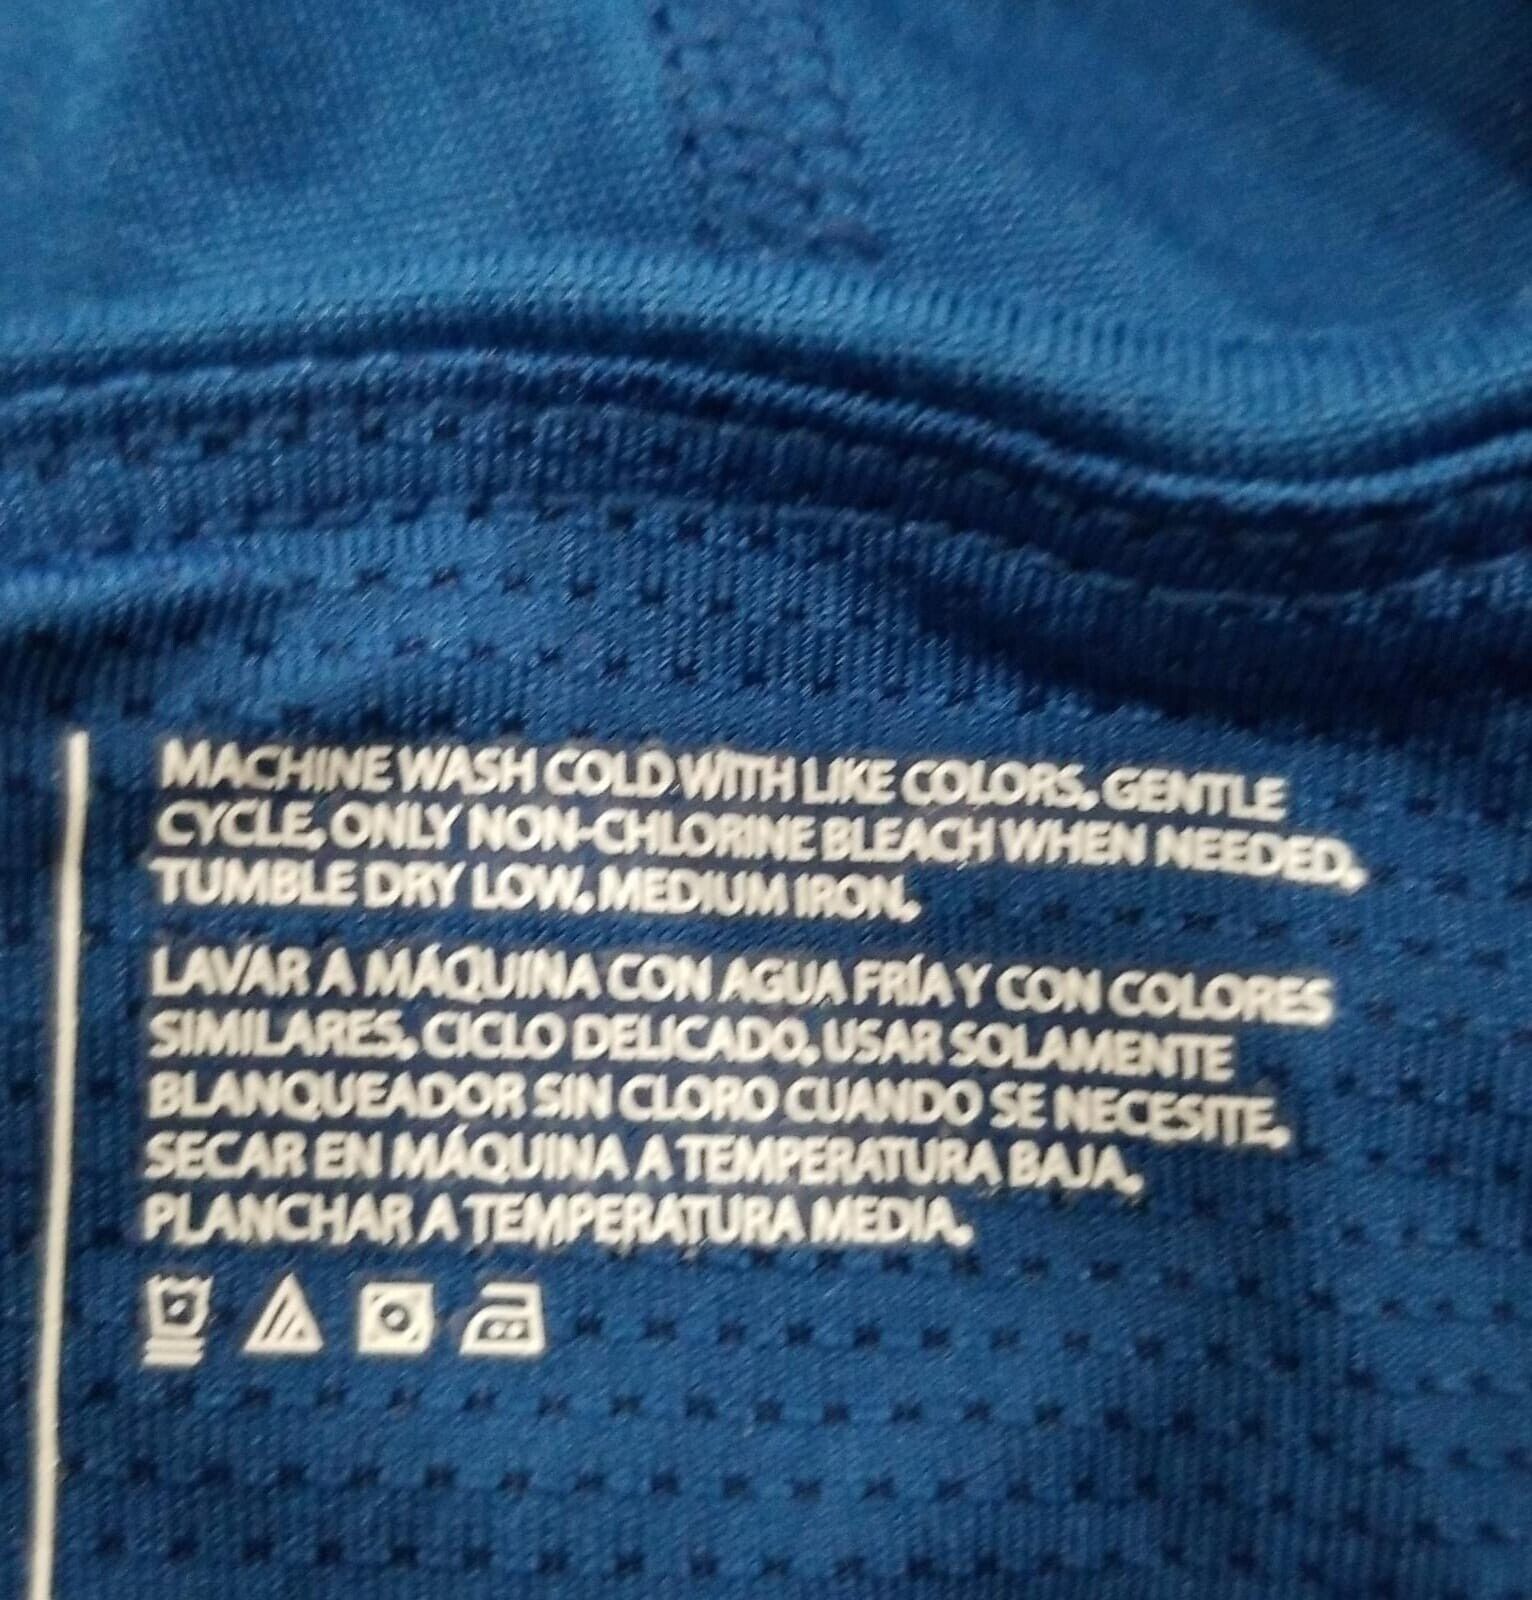 MACHINE WASH COLD WITH LIKE COLORS, GENTLE
CYCLE, ONLY NON-CHLORINE BLEACH WHEN NEEDED,
TUMBLE DRY LOW, MEDIUM IRON,
LAVAR A MÁQUINA CON AGUA FRÍA Y CON COLORES
SIMILARES, CICLO DELICADO, USAR SOLAMENTE
BLANQUEADOR SIN CLORO CUANDO SE NECESITE,
SECAR EN MÁQUINA A TEMPERATURA BAJA,
PLANCHAR A TEMPERATURA MEDIA,